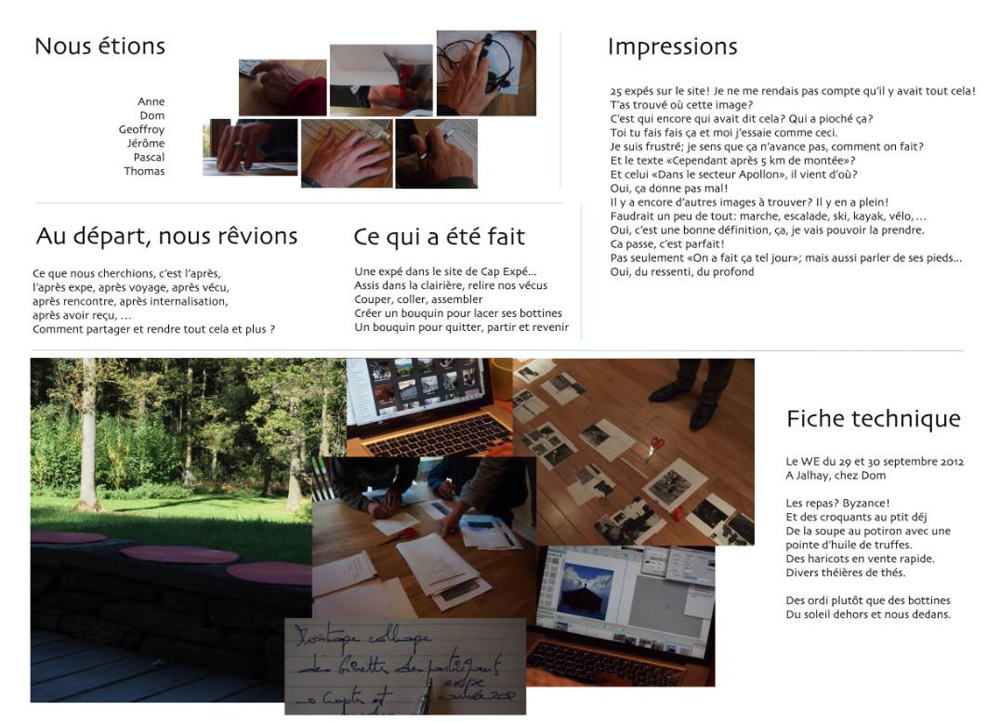 Nous étions
Anne
Dom
Geoffroy
Jérôme
Pascal
Thomas
Impressions
25 expés sur le site! Je ne me rendais pas compte qu’il y avait tout cela!
T’as trouvé où cette image?
C’est qui encore qui avait dit cela? Qui a pioché ça?
Toi tu fais fais ça et moi j’essaie comme ceci.
Je suis frustré; je sens que ça n’avance pas, comment on fait?
Et le texte «Cependant après 5 km de montée»?
Et celui «Dans le secteur Apollon», il vient d’où?
Oui, ça donne pas mal!
Il y a encore d’autres images à trouver? Il y en a plein!
Faudrait un peu de tout: marche, escalade, ski, kayak, vélo,…
Oui, c’est une bonne définition, ça, je vais pouvoir la prendre.
Ca passe, c’est parfait!
Pas seulement «On a fait ça tel jour»; mais aussi parler de ses pieds...
Oui, du ressenti, du profond
Au départ, nous rêvions
Ce que nous cherchions, c’est l’après,
l’après expe, après voyage, après vécu,
après rencontre, après internalisation,
après avoir reçu, …
Comment partager et rendre tout cela et plus ?
Ce qui a été fait
Une expé dans le site de Cap Expé...
Assis dans la clairière, relire nos vécus
Couper, coller, assembler
Créer un bouquin pour lacer ses bottines
Un bouquin pour quitter, partir et revenir
Fiche technique
Le WE du 29 et 30 septembre 2012
A Jalhay, chez Dom
Les repas? Byzance!
Et des croquants au ptit déj
De la soupe au potiron avec une
pointe d’huile de truffes.
Des haricots en vente rapide.
Divers théières de thés.
Des ordi plutôt que des bottines
Du soleil dehors et nous dedans.
Montage collage
des des participant
expe